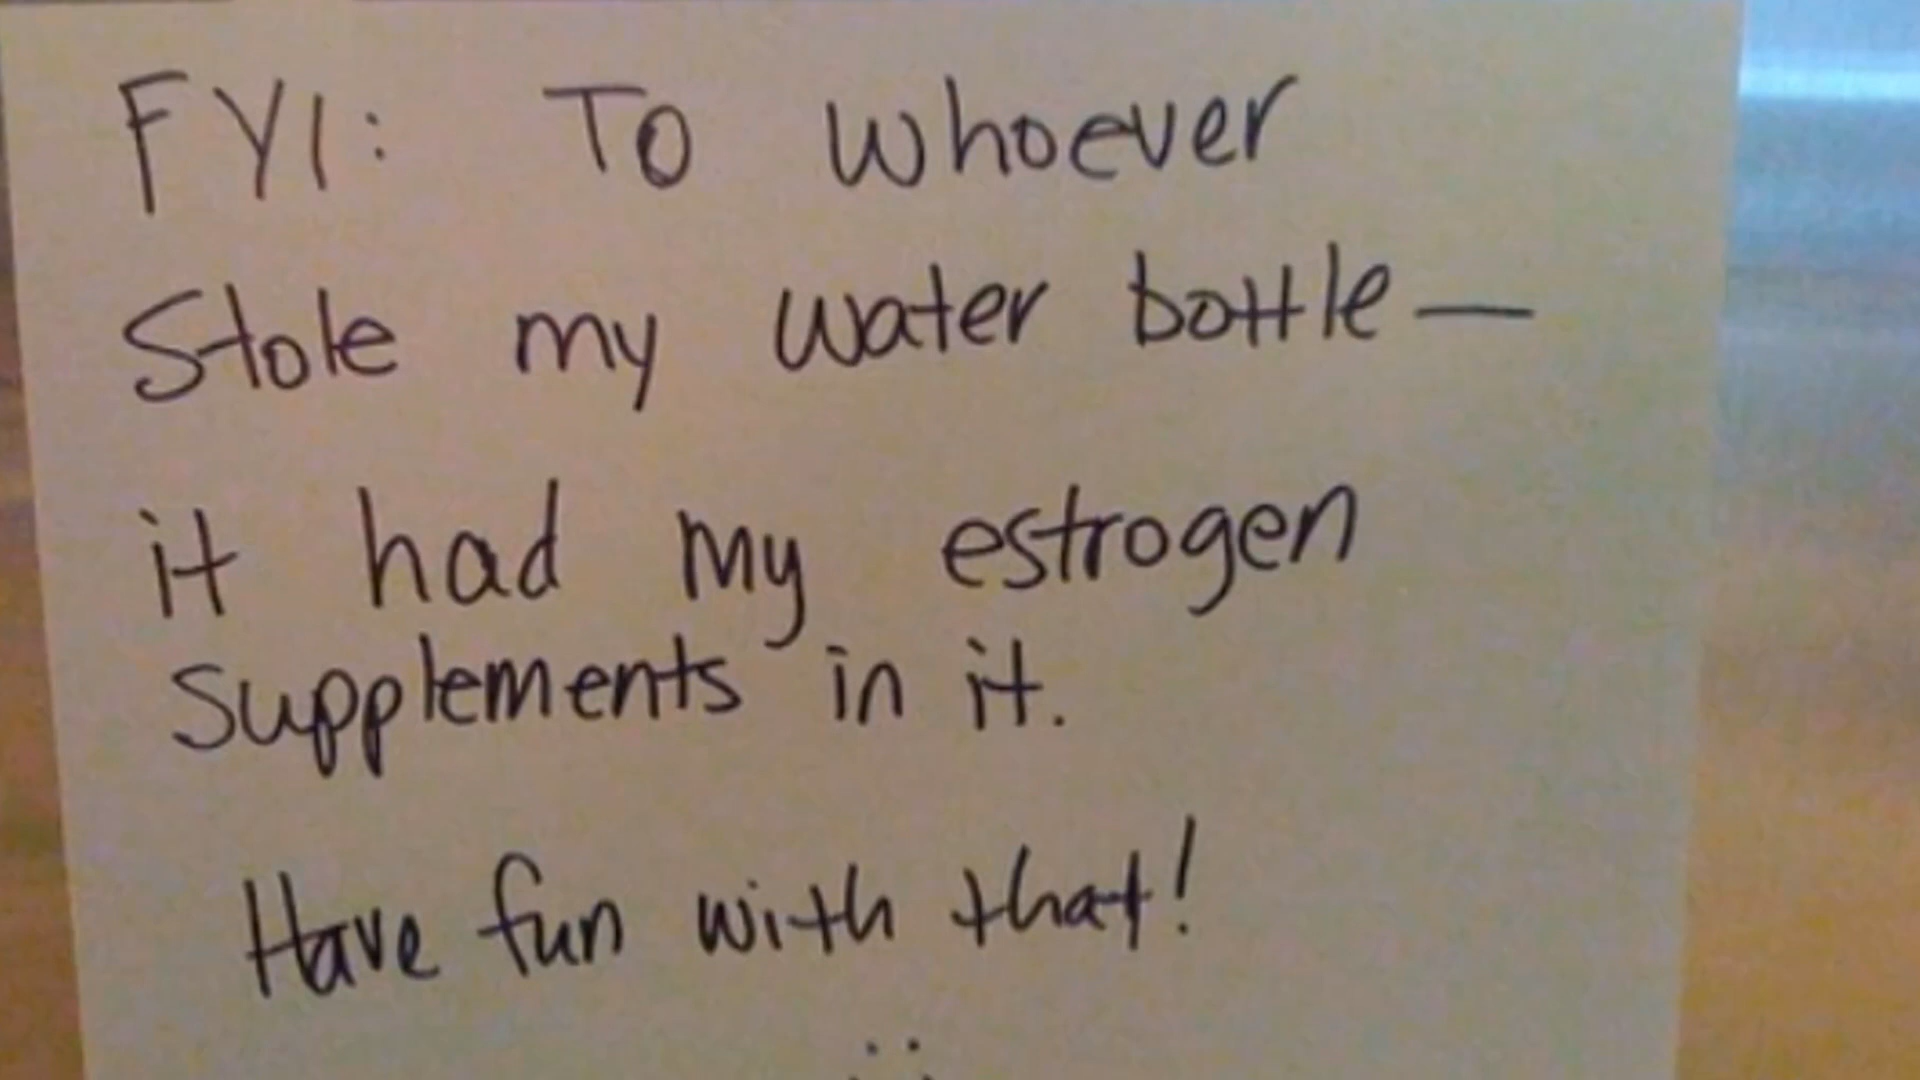 FYI: To whoever
Stole my water bottle—
it had my estrogen
supplements in it.
Have fun with that!